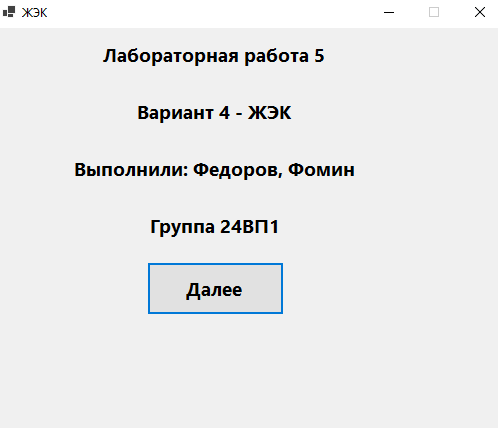 ЖЭК
Лабораторная работа 5
Вариант 4 - ЖЭК
Выполнили: Федоров, Фомин
Группа 24ВП1
Далее